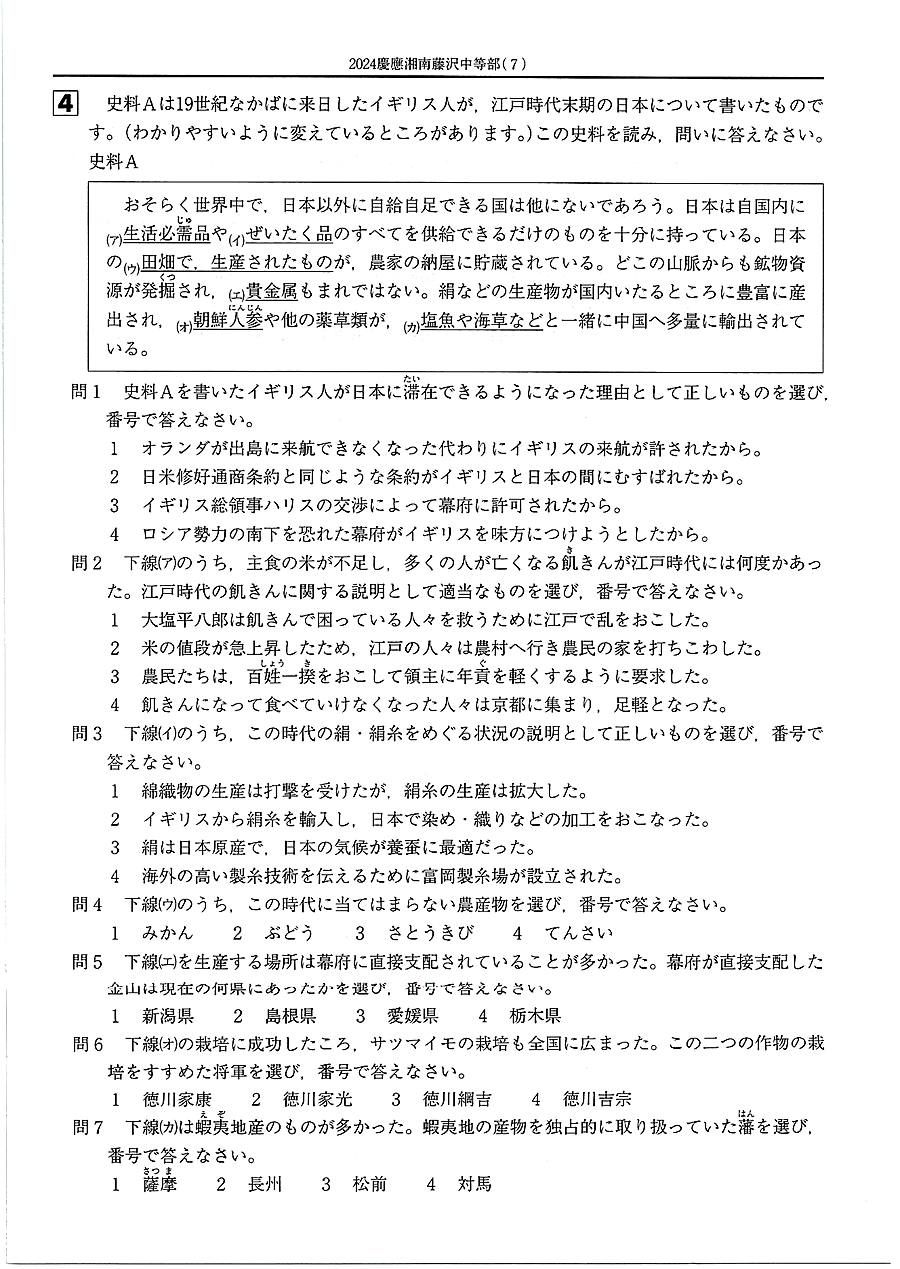 2024慶應湘南藤沢中等部(7)
4 史料Aは19世紀なかばに来日したイギリス人が,江戸時代末期の日本について書いたもので
す。(わかりやすいように変えているところがあります。)この史料を読み,問いに答えなさい。
史料A
おそらく世界中で,日本以外に自給自足できる国は他にないであろう。日本は自国内に
(ア)生活必需品や(イ)ぜいたく品のすべてを供給できるだけのものを十分に持っている。日本
の(ウ)田畑で,生産されたものが,農家の納屋に貯蔵されている。どこの山脈からも鉱物資
源が発掘され,(エ)貴金属もまれではない。絹などの生産物が国内いたるところに豊富に産
出され,(オ)朝鮮人参や他の薬草類が,(カ)塩魚や海草などと一緒に中国へ多量に輸出されて
いる。
問1 史料Aを書いたイギリス人が日本に滞在できるようになった理由として正しいものを選び,
番号で答えなさい。
1 オランダが出島に来航できなくなった代わりにイギリスの来航が許されたから。
2 日米修好通商条約と同じような条約がイギリスと日本の間にむすばれたから。
3 イギリス総領事ハリスの交渉によって幕府に許可されたから。
4 ロシア勢力の南下を恐れた幕府がイギリスを味方につけようとしたから。
問2 下線(ア)のうち,主食の米が不足し,多くの人が亡くなる飢きんが江戸時代には何度かあっ
た。江戸時代の飢きんに関する説明として適当なものを選び,番号で答えなさい。
1 大塩平八郎は飢きんで困っている人々を救うために江戸で乱をおこした。
2 米の値段が急上昇したため,江戸の人々は農村へ行き農民の家を打ちこわした。
3 農民たちは,百姓一揆をおこして領主に年貢を軽くするように要求した。
4 飢きんになって食べていけなくなった人々は京都に集まり,足軽となった。
問3 下線(イ)のうち,この時代の絹・絹糸をめぐる状況の説明として正しいものを選び,番号で
答えなさい。
1 綿織物の生産は打撃を受けたが,絹糸の生産は拡大した。
2 イギリスから絹糸を輸入し,日本で染め・織りなどの加工をおこなった。
3 絹は日本原産で,日本の気候が養蚕に最適だった。
4 海外の高い製糸技術を伝えるために富岡製糸場が設立された。
問4 下線(ウ)のうち,この時代に当てはまらない農産物を選び,番号で答えなさい。
1 みかん 2 ぶどう 3 さとうきび 4 てんさい
問5 下線(エ)を生産する場所は幕府に直接支配されていることが多かった。幕府が直接支配した
金山は現在の何県にあったかを選び,番号で答えなさい。
1 新潟県 2 島根県 3 愛媛県 4 栃木県
問6 下線(オ)の栽培に成功したころ,サツマイモの栽培も全国に広まった。この二つの作物の栽
培をすすめた将軍を選び,番号で答えなさい。
1 徳川家康 2 徳川家光 3 徳川綱吉 4 徳川吉宗
問7 下線(カ)は蝦夷地産のものが多かった。蝦夷地の産物を独占的に取り扱っていた藩を選び,
番号で答えなさい。
1 薩摩 2 長州 3 松前 4 対馬